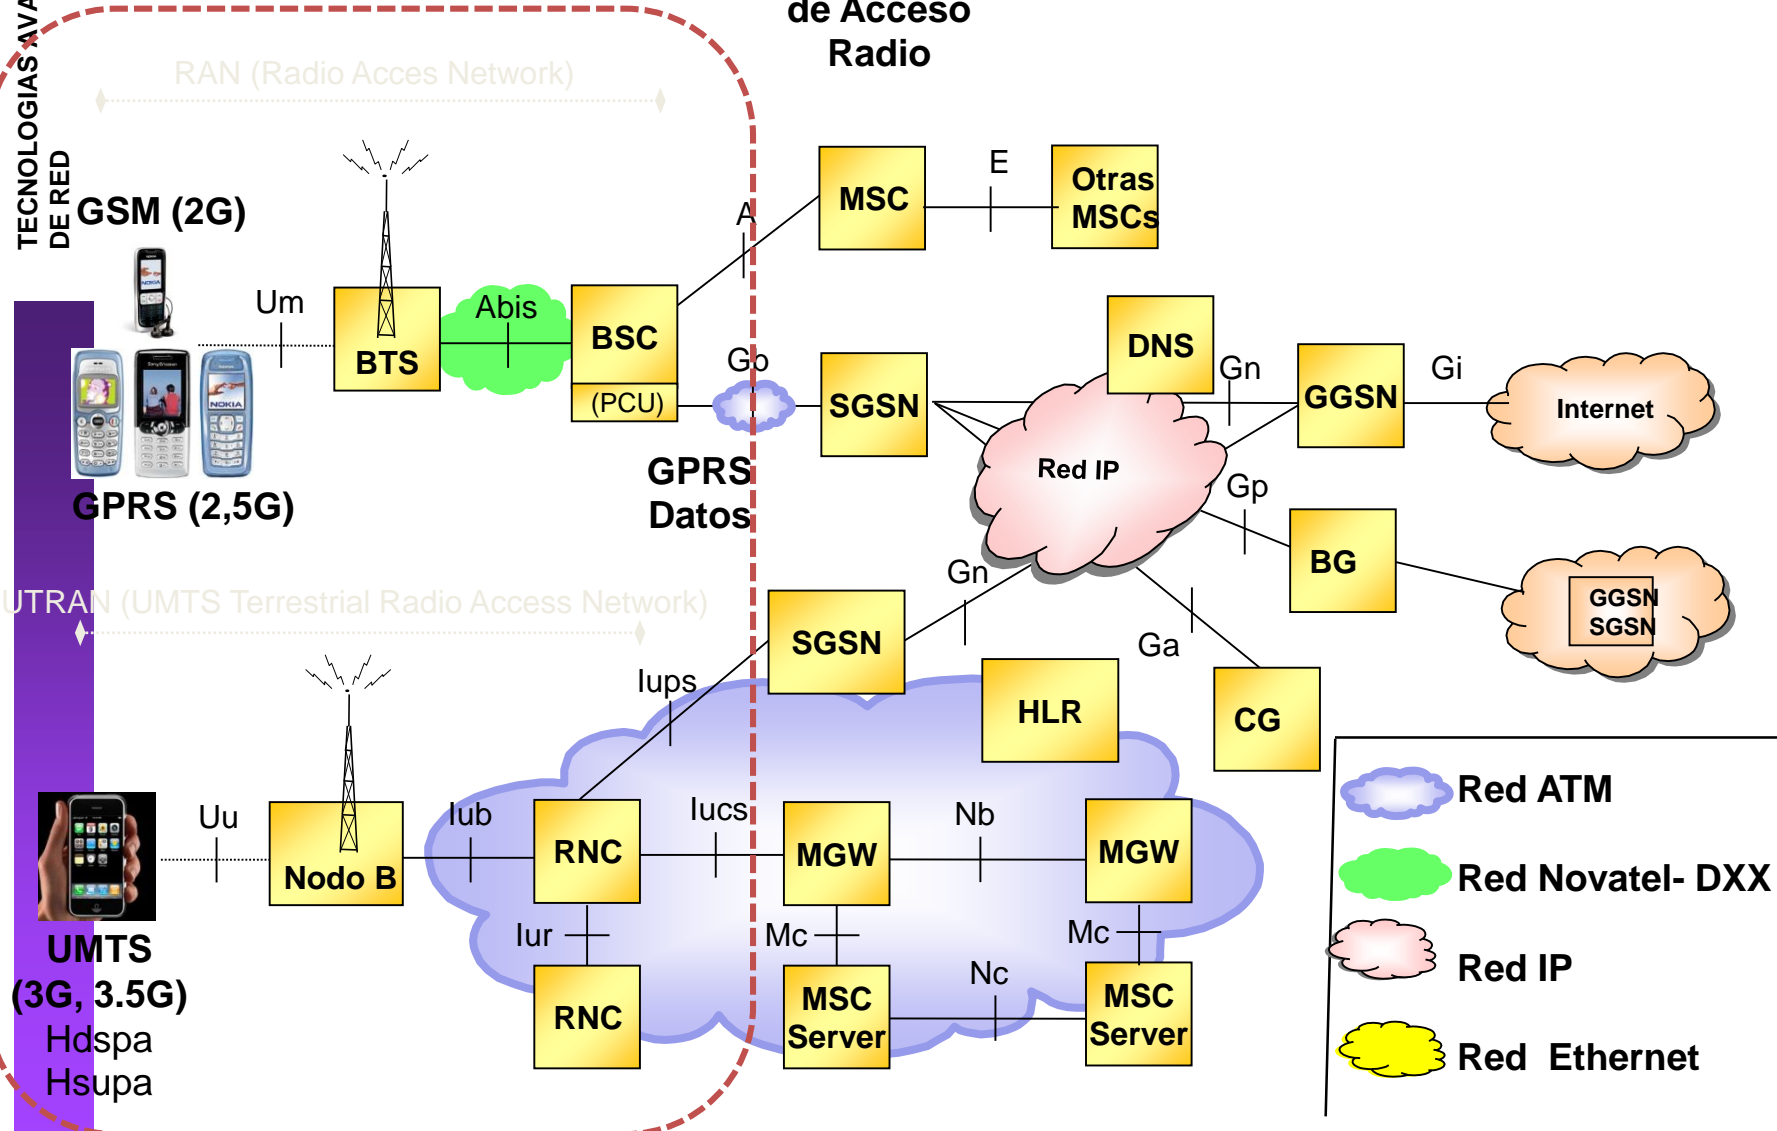 de Acceso
Radio
TECNOLOGIAS AVA
DE RED
RAN (Radio Acces Network)
GSM (2G)
Um
BTS
Abis
BSC
(PCU)
A
MSC
E
Otras
MSCs
Gb
SGSN
DNS
Gn
GGSN
Gi
Internet
Red IP
NOKIA
GPRS (2,5G)
GPRS
Datos
Gp
BG
GGSN
SGSN
Gn
Ga
CG
UTRAN (UMTS Terrestrial Radio Access Network)
SGSN
HLR
Iups
Uu
Nodo B
Iub
RNC
Iucs
MGW
Nb
MGW
Iur
Mc
Mc
RNC
MSC
Server
Nc
MSC
Server
UMTS
(3G, 3.5G)
Hdspa
Hsupa
Red ATM
Red Novatel- DXX
Red IP
Red Ethernet